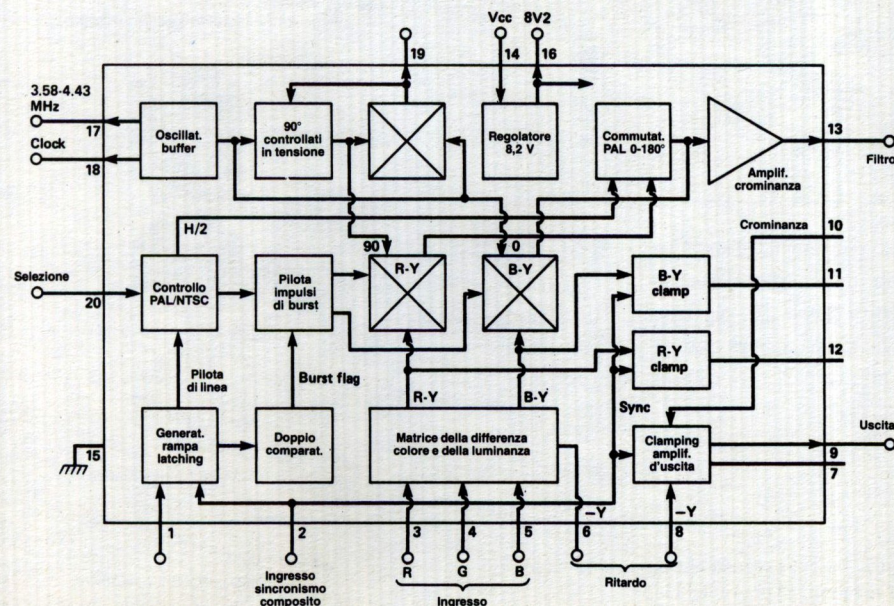 Vcc 8V2
19 14 16
3.58-4.43
MHz
17
Clock
18
Oscillat.
buffer
90°
controllati
in tensione
Regolatore
8,2 V
Commutat.
PAL 0-180°
Amplif.
crominanza
13
Filtro
H/2
Crominanza 10
90
R-Y
0
B-Y
Selezione
20
Controllo
PAL/NTSC
Pilota
impulsi
di burst
B-Y
clamp
11
R-Y
clamp
12
Pilota
di linea
Burst flag
R-Y
B-Y
Sync
15
Generat.
rampa
latching
Doppio
comparat.
Matrice della differenza
colore e della luminanza
Clamping
amplif.
d'uscita
Uscita
9
7
–Y
–Y
1 2 3 4 5 6 8
R G B
Ingresso
sincronismo
composito
Ingresso
Ritardo